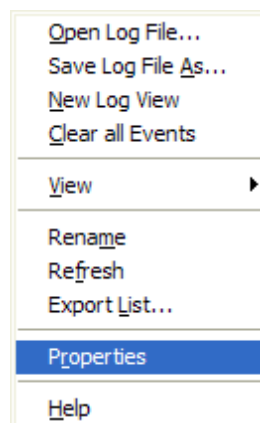 Open Log File...
Save Log File As...
New Log View
Clear all Events
View
Rename
Refresh
Export List...
Properties
Help